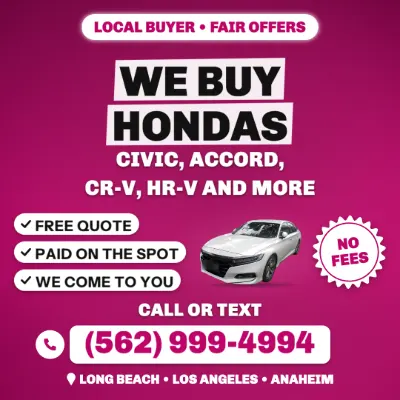 LOCAL BUYER • FAIR OFFERS
WE BUY
HONDAS
CIVIC, ACCORD,
CR-V, HR-V AND MORE
FREE QUOTE
PAID ON THE SPOT
WE COME TO YOU
NO
FEES
CALL OR TEXT
(562) 999-4994
LONG BEACH • LOS ANGELES • ANAHEIM